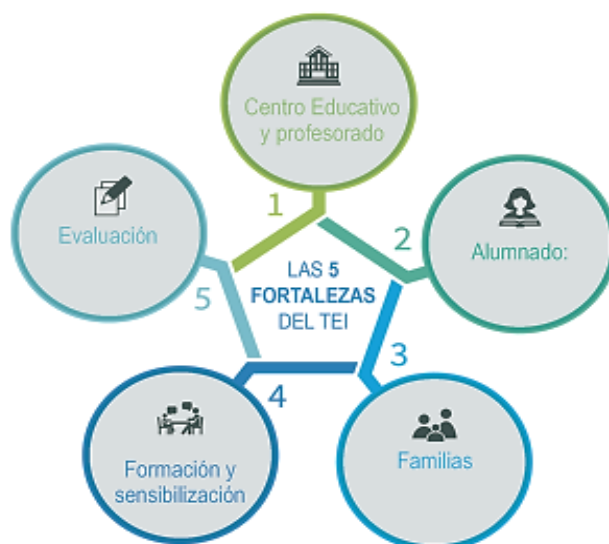 Centro Educativo
y profesorado
1
2
Alumnado:
3
Familias
4
Formación y
sensibilización
5
Evaluación
LAS 5
FORTALEZAS
DEL TEI